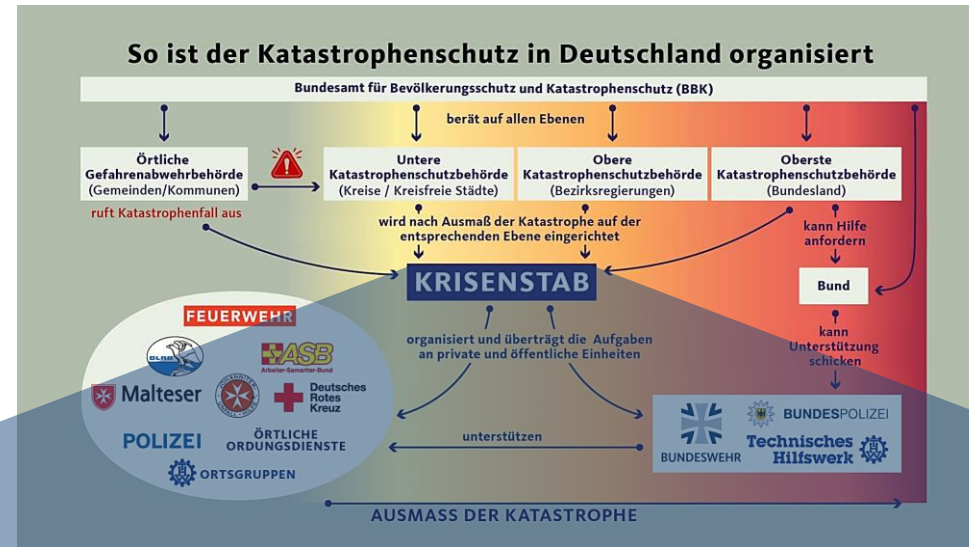 So ist der Katastrophenschutz in Deutschland organisiert
Bundesamt für Bevölkerungsschutz und Katastrophenschutz (BBK)
berät auf allen Ebenen
Örtliche
Gefahrenabwehrbehörde
(Gemeinden/Kommunen)
Untere
Katastrophenschutzbehörde
(Kreise / Kreisfreie Städte)
Obere
Katastrophenschutzbehörde
(Bezirksregierungen)
Oberste
Katastrophenschutzbehörde
(Bundesland)
ruft Katastrophenfall aus
wird nach Ausmaß der Katastrophe auf der
entsprechenden Ebene eingerichtet
kann Hilfe
anfordern
KRISENSTAB
Bund
FEUERWEHR
DLRG
ASB
Arbeiter-Samariter-Bund
Malteser
JOHANNITER
UNFALL-HILFE
Deutsches
Rotes
Kreuz
POLIZEI
ÖRTLICHE
ORDUNGSDIENSTE
ORTSGRUPPEN
organisiert und überträgt die Aufgaben
an private und öffentliche Einheiten
kann
Unterstützung
schicken
unterstützen
BUNDESWEHR
BUNDESPOLIZEI
Technisches
Hilfswerk
AUSMASS DER KATASTROPHE